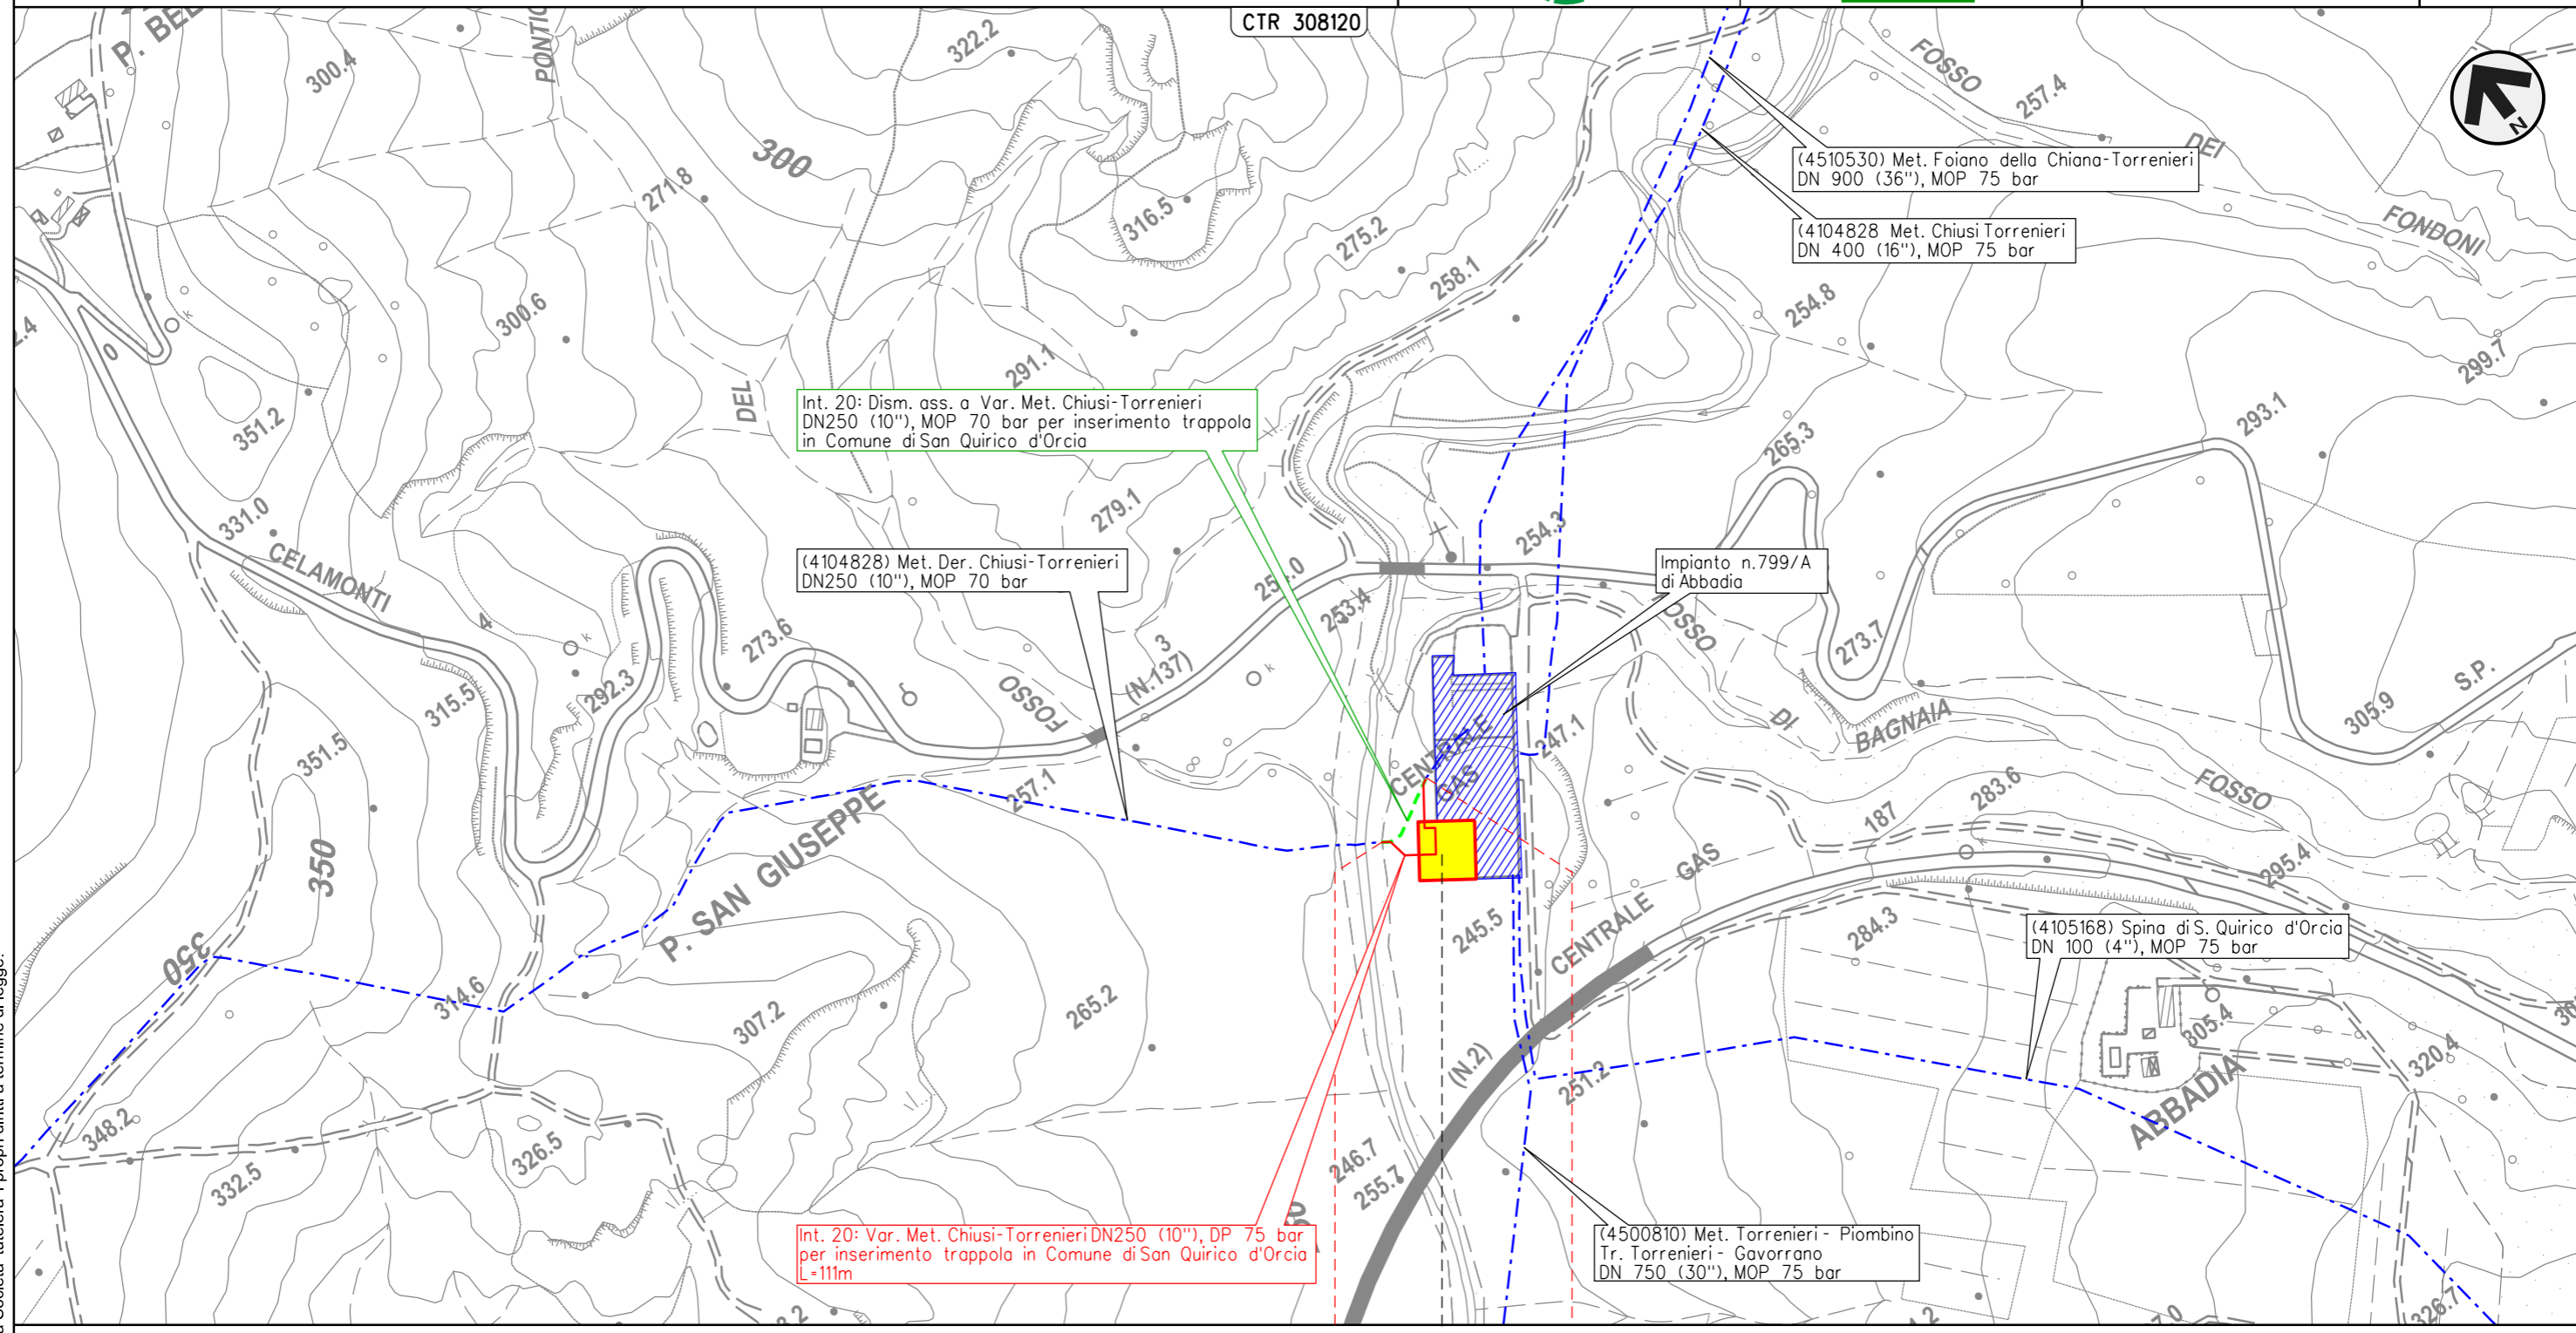 CTR 308120
P. BEL
PONTIC
322.2
300.4
FOSSO
257.4
N
DEI
(4510530) Met. Foiano della Chiana-Torrenieri
DN 900 (36"), MOP 75 bar
300
271.8
316.5
275.2
FONDONI
(4104828 Met. Chiusi Torrenieri
DN 400 (16"), MOP 75 bar
258.1
254.8
300.6
k
0
291.1
299.7
DEL
Int. 20: Dism. ass. a Var. Met. Chiusi-Torrenieri
DN250 (10"), MOP 70 bar per inserimento trappola
in Comune di San Quirico d'Orcia
351.2
293.1
265.3
331.0
279.1
254.3
CELAMONTI
(4104828) Met. Der. Chiusi-Torrenieri
DN250 (10"), MOP 70 bar
Impianto n.799/A
di Abbadia
253.4
4
k
273.6
3
(N.137)
k
273.7
292.3
315.5
FOSSO
DI
BAGNAIA
S.P.
305.9
351.5
247.1
CENTRALE
GAS
257.1
FOSSO
283.6
187
P. SAN GIUSEPPE
350
GAS
k
295.4
350
245.5
CENTRALE
284.3
(4105168) Spina di S. Quirico d'Orcia
DN 100 (4"), MOP 75 bar
314.6
307.2
265.2
305.4
(N.2)
251.2
320.4
ABBADIA
348.2
326.5
246.7
255.7
332.5
Int. 20: Var. Met. Chiusi-Torrenieri DN250 (10"), DP 75 bar
per inserimento trappola in Comune di San Quirico d'Orcia
L=111m
(4500810) Met. Torrenieri - Piombino
Tr. Torrenieri - Gavorrano
DN 750 (30"), MOP 75 bar
326.7